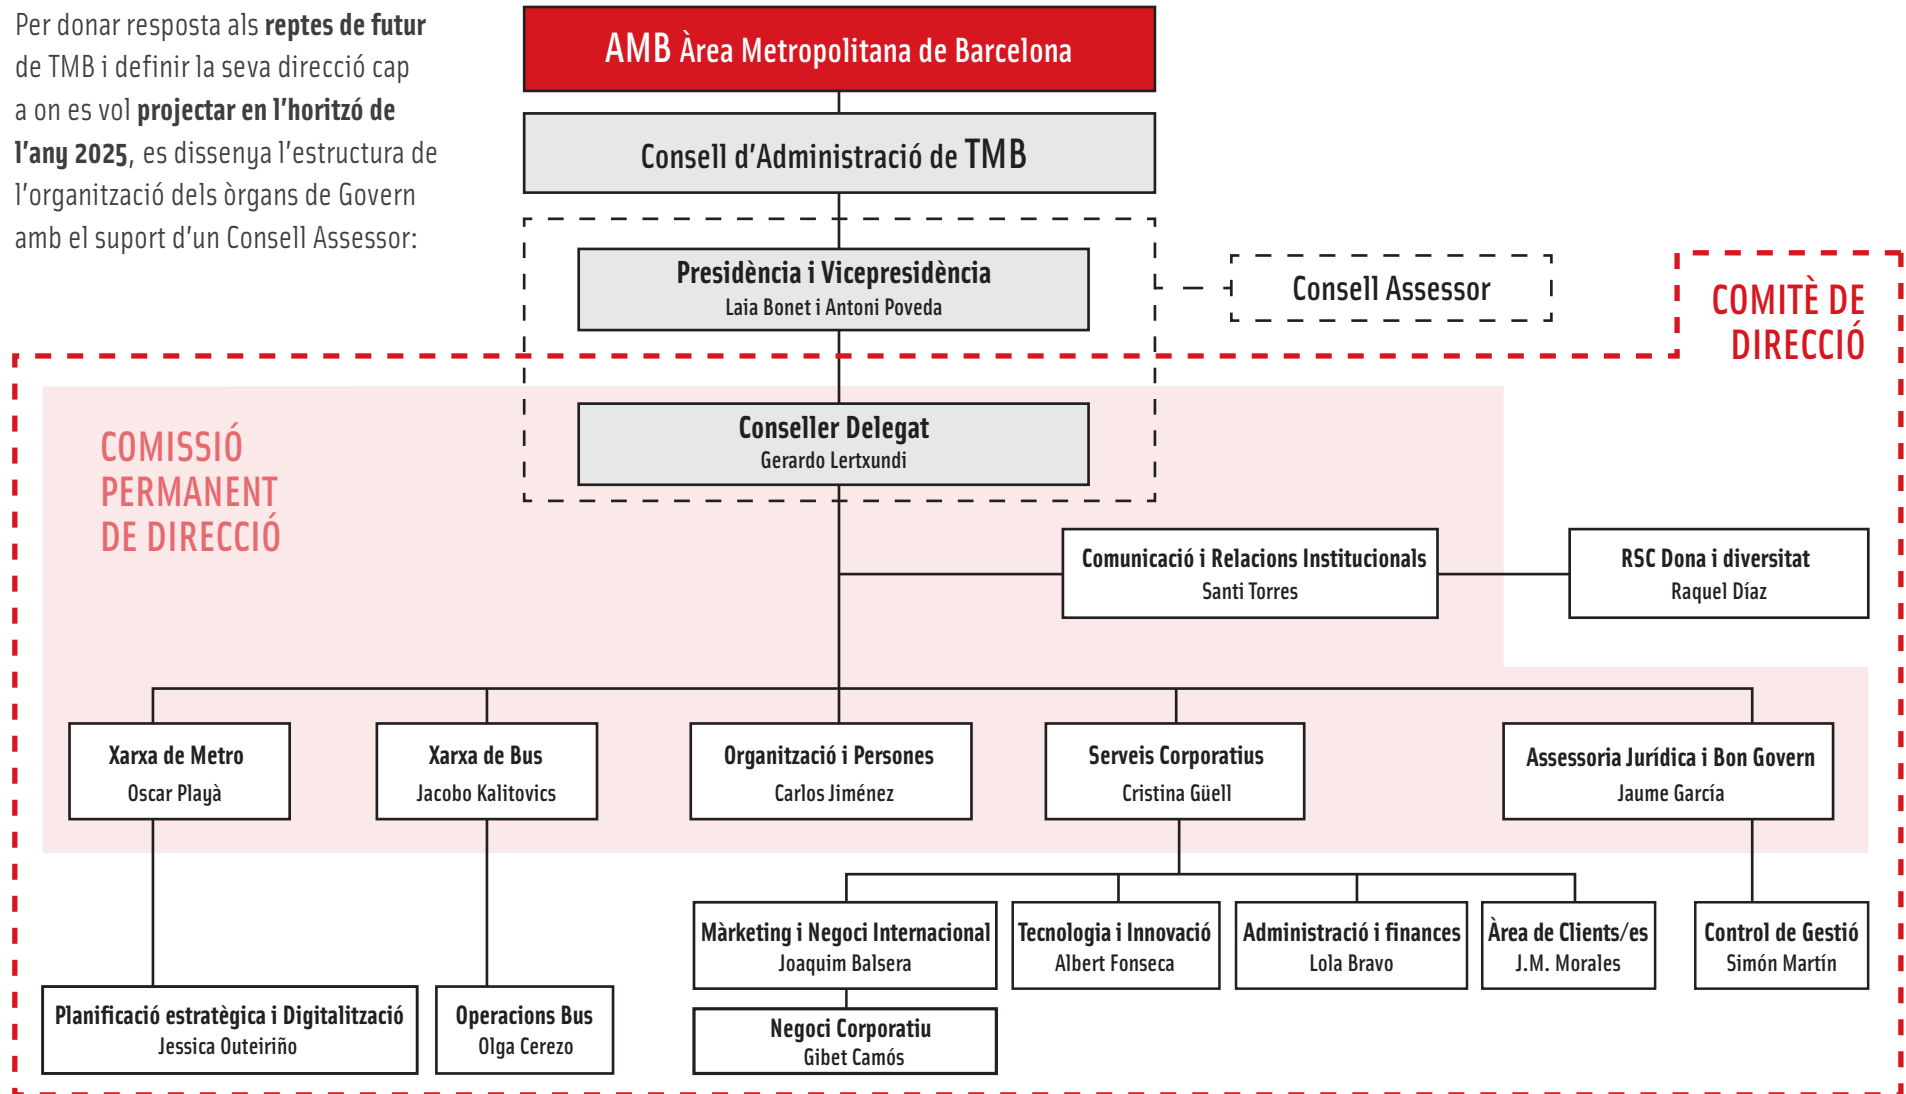 Per donar resposta als reptes de futur
de TMB i definir la seva direcció cap
a on es vol projectar en l'horitzó de
l'any 2025, es dissenya l'estructura de
l'organització dels òrgans de Govern
amb el suport d'un Consell Assessor:
AMB Àrea Metropolitana de Barcelona
Consell d'Administració de TMB
Presidència i Vicepresidència
Laia Bonet i Antoni Poveda
Consell Assessor
COMITÈ DE
DIRECCIÓ
COMISSIÓ
PERMANENT
DE DIRECCIÓ
Conseller Delegat
Gerardo Lertxundi
Comunicació i Relacions Institucionals
Santi Torres
RSC Dona i diversitat
Raquel Díaz
Xarxa de Metro
Oscar Playà
Xarxa de Bus
Jacobo Kalitovics
Organització i Persones
Carlos Jiménez
Serveis Corporatius
Cristina Güell
Assessoria Jurídica i Bon Govern
Jaume García
Màrketing i Negoci Internacional
Joaquim Balsera
Tecnologia i Innovació
Albert Fonseca
Administració i finances
Lola Bravo
Àrea de Clients/es
J.M. Morales
Control de Gestió
Simón Martín
Planificació estratègica i Digitalització
Jessica Outeiriño
Operacions Bus
Olga Cerezo
Negoci Corporatiu
Gibet Camós